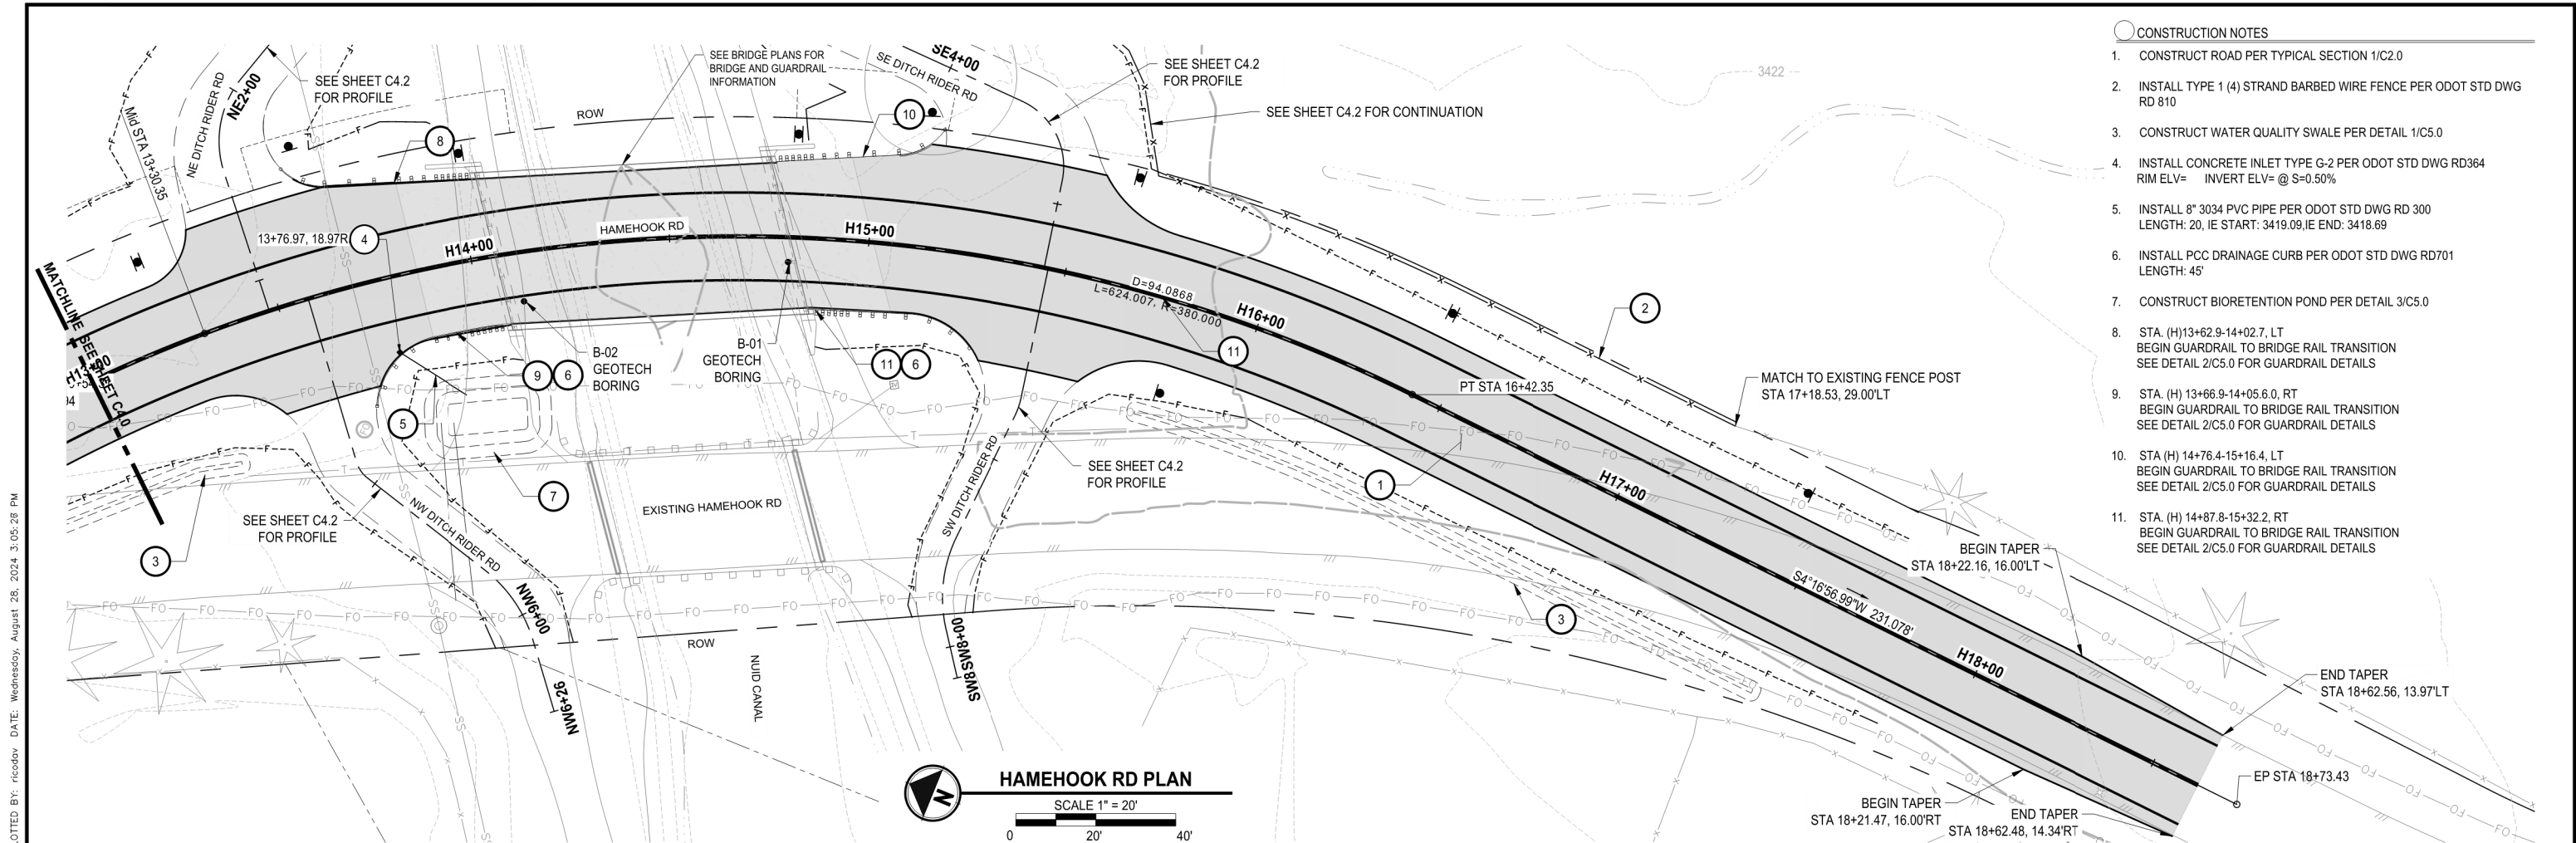 CONSTRUCTION NOTES
1. CONSTRUCT ROAD PER TYPICAL SECTION 1/C2.0
2. INSTALL TYPE 1 (4) STRAND BARBED WIRE FENCE PER ODOT STD DWG
RD 810
3. CONSTRUCT WATER QUALITY SWALE PER DETAIL 1/C5.0
4. INSTALL CONCRETE INLET TYPE G-2 PER ODOT STD DWG RD364
RIM ELV= INVERT ELV= @ S=0.50%
5. INSTALL 8" 3034 PVC PIPE PER ODOT STD DWG RD 300
LENGTH: 20, IE START: 3419.09,IE END: 3418.69
6. INSTALL PCC DRAINAGE CURB PER ODOT STD DWG RD701
LENGTH: 45'
7. CONSTRUCT BIORETENTION POND PER DETAIL 3/C5.0
8. STA. (H)13+62.9-14+02.7, LT
BEGIN GUARDRAIL TO BRIDGE RAIL TRANSITION
SEE DETAIL 2/C5.0 FOR GUARDRAIL DETAILS
9. STA. (H) 13+66.9-14+05.6.0, RT
BEGIN GUARDRAIL TO BRIDGE RAIL TRANSITION
SEE DETAIL 2/C5.0 FOR GUARDRAIL DETAILS
10. STA (H) 14+76.4-15+16.4, LT
BEGIN GUARDRAIL TO BRIDGE RAIL TRANSITION
SEE DETAIL 2/C5.0 FOR GUARDRAIL DETAILS
11. STA. (H) 14+87.8-15+32.2, RT
BEGIN GUARDRAIL TO BRIDGE RAIL TRANSITION
SEE DETAIL 2/C5.0 FOR GUARDRAIL DETAILS
Mid STA 13+30.35
NE DITCH RIDER RD
NE2+00
SEE SHEET C4.2
FOR PROFILE
8
SEE BRIDGE PLANS FOR
BRIDGE AND GUARDRAIL
INFORMATION
ROW
10
SE4+00
SE DITCH RIDER RD
SEE SHEET C4.2
FOR PROFILE
SEE SHEET C4.2 FOR CONTINUATION
3422
13+76.97, 18.97R
4
H14+00
HAMEHOOK RD
H15+00
D=94.0868
L=624.007, R=380.000
H16+00
11
2
MATCHLINE SEE SHEET C4.0
B-02
GEOTECH
BORING
B-01
GEOTECH
BORING
9
6
11
6
5
7
3
PT STA 16+42.35
MATCH TO EXISTING FENCE POST
STA 17+18.53, 29.00'LT
SEE SHEET C4.2
FOR PROFILE
NW DITCH RIDER RD
NW9+00
NW6+26
EXISTING HAMEHOOK RD
ROW
NUID CANAL
SW DITCH RIDER RD
SW8SW8+00
SEE SHEET C4.2
FOR PROFILE
1
H17+00
3
S4°16'56.99"W 231.078'
H18+00
BEGIN TAPER
STA 18+22.16, 16.00'LT
END TAPER
STA 18+62.56, 13.97'LT
EP STA 18+73.43
BEGIN TAPER
STA 18+21.47, 16.00'RT
END TAPER
STA 18+62.48, 14.34'RT
N
HAMEHOOK RD PLAN
SCALE 1" = 20'
0 20' 40'
OTTED BY: ricodav DATE: Wednesday, August 28, 2024 3:05:28 PM